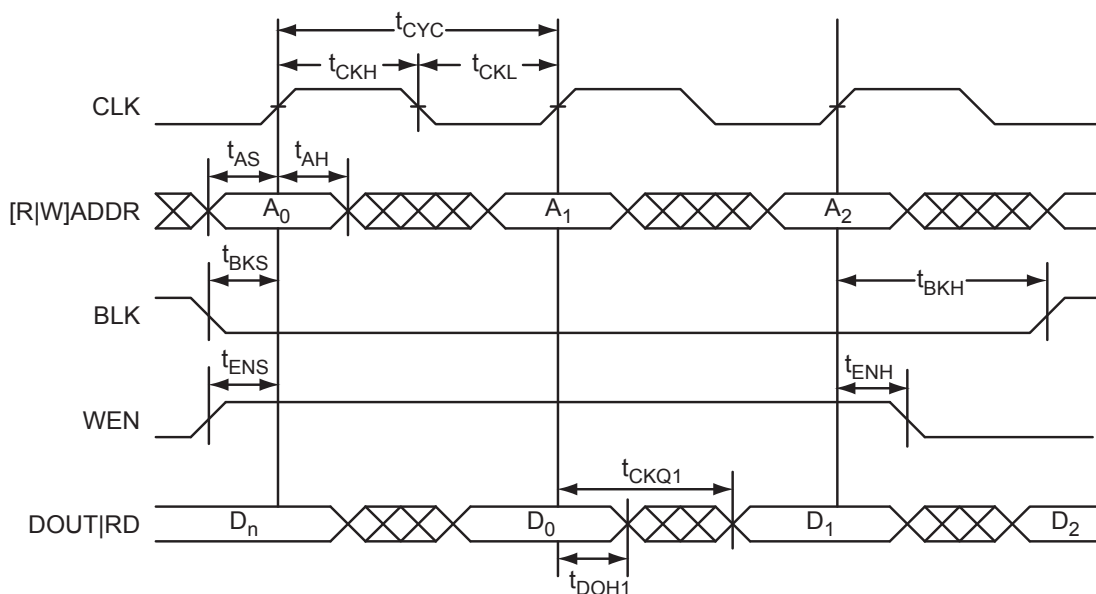 tCYC
tCKH tCKL
CLK
tAS tAH
[R|W]ADDR A0 A1 A2
tBKS tBKH
BLK
tENS tENH
WEN
tCKQ1
DOUT|RD Dn D0 D1 D2
tDOH1